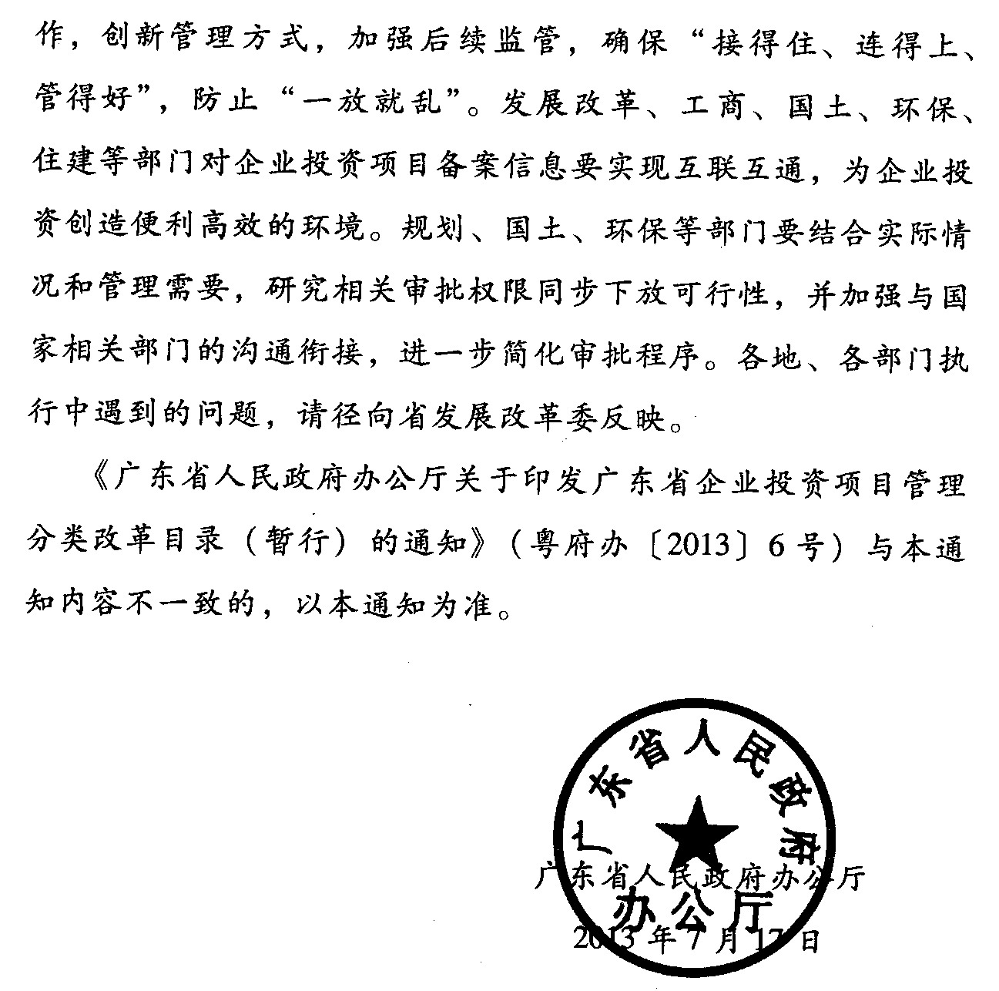 作，创新管理方式，加强后续监管，确保“接得住、连得上、
管得好”，防止“一放就乱”。发展改革、工商、国土、环保、
住建等部门对企业投资项目备案信息要实现互联互通，为企业投
资创造便利高效的环境。规划、国土、环保等部门要结合实际情
况和管理需要，研究相关审批权限同步下放可行性，并加强与国
家相关部门的沟通衔接，进一步简化审批程序。各地、各部门执
行中遇到的问题，请径向省发展改革委反映。
《广东省人民政府办公厅关于印发广东省企业投资项目管理
分类改革目录（暂行）的通知》（粤府办〔2013〕6号）与本通
知内容不一致的，以本通知为准。
广东省人民政府
办公厅
广东省人民政府办公厅
2013年7月17日